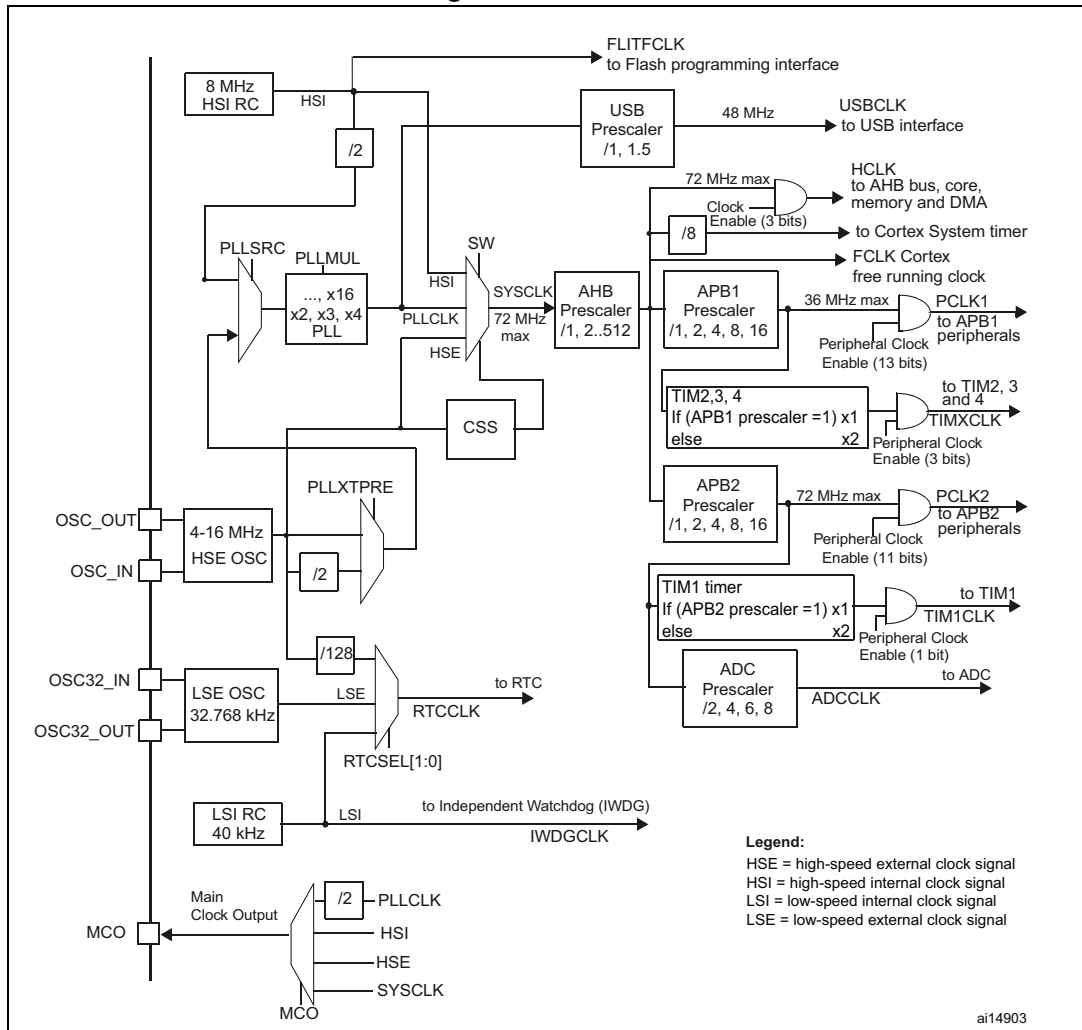 FLITFCLK
to Flash programming interface
8 MHz
HSI RC
HSI
/2
USB
Prescaler
/1, 1.5
48 MHz
USBCLK
to USB interface
72 MHz max
Clock
Enable (3 bits)
HCLK
to AHB bus, core,
memory and DMA
/8
to Cortex System timer
FCLK Cortex
free running clock
PLLSRC
PLLMUL
..., x16
x2, x3, x4
PLL
SW
HSI
PLLCLK
HSE
SYSCLK
72 MHz
max
AHB
Prescaler
/1, 2..512
APB1
Prescaler
/1, 2, 4, 8, 16
36 MHz max
PCLK1
to APB1
peripherals
Peripheral Clock
Enable (13 bits)
TIM2,3, 4
If (APB1 prescaler =1) x1
else x2
to TIM2, 3
and 4
TIMXCLK
Peripheral Clock
Enable (3 bits)
CSS
PLLXTPRE
OSC_OUT
OSC_IN
4-16 MHz
HSE OSC
/2
APB2
Prescaler
/1, 2, 4, 8, 16
72 MHz max
PCLK2
to APB2
peripherals
Peripheral Clock
Enable (11 bits)
TIM1 timer
If (APB2 prescaler =1) x1
else x2
to TIM1
TIM1CLK
Peripheral Clock
Enable (1 bit)
/128
OSC32_IN
OSC32_OUT
LSE OSC
32.768 kHz
LSE
to RTC
RTCCLK
RTCSEL[1:0]
ADC
Prescaler
/2, 4, 6, 8
to ADC
ADCCLK
LSI RC
40 kHz
LSI
to Independent Watchdog (IWDG)
IWDGCLK
Legend:
HSE = high-speed external clock signal
HSI = high-speed internal clock signal
LSI = low-speed internal clock signal
LSE = low-speed external clock signal
Main
Clock Output
MCO
/2
PLLCLK
HSI
HSE
SYSCLK
MCO
ai14903